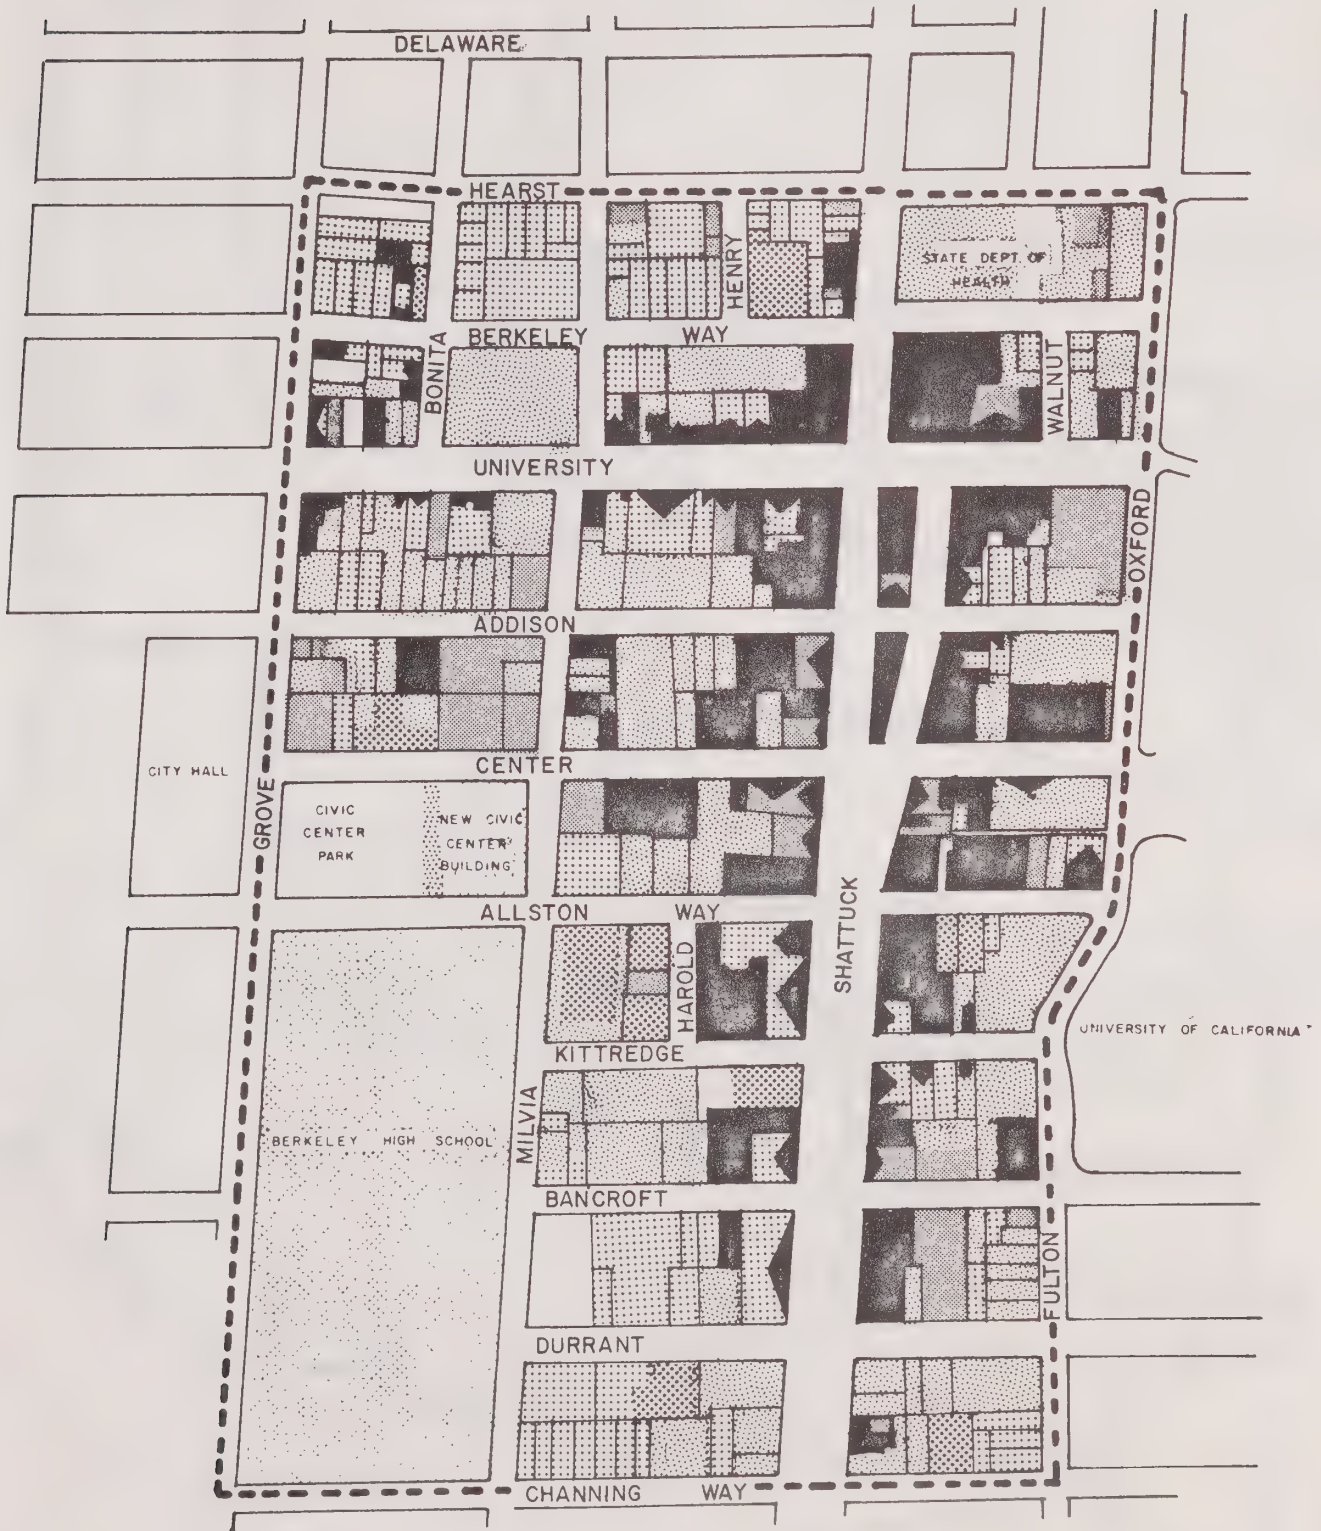 DELAWARE
HEARST
HENRY
STATE DEPT OF
HEALTH
BONITA
BERKELEY WAY
WALNUT
UNIVERSITY
OXFORD
ADDISON
CITY HALL
GROVE
CENTER
CIVIC
CENTER
PARK
NEW CIVIC
CENTER
BUILDING
ALLSTON WAY
HAROLD
SHATTUCK
UNIVERSITY OF CALIFORNIA
KITTREDGE
MILVIA
BERKELEY HIGH SCHOOL
BANCROFT
FULTON
DURRANT
CHANNING WAY